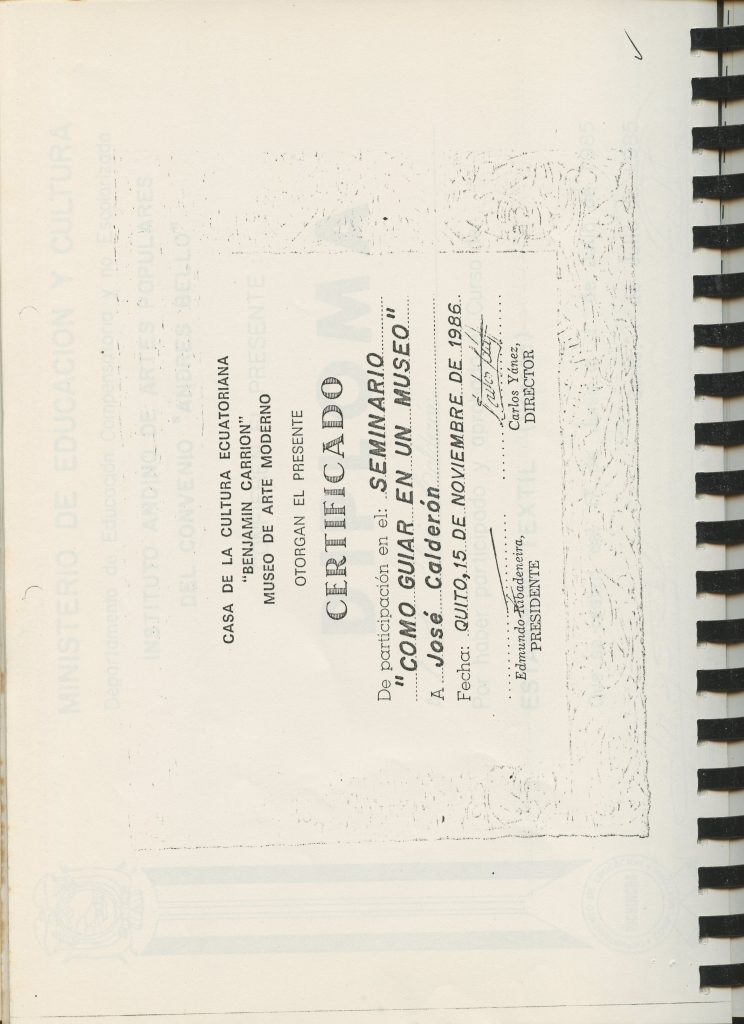 CASA DE LA CULTURA ECUATORIANA
"BENJAMIN CARRION"
MUSEO DE ARTE MODERNO
OTORGAN EL PRESENTE
CERTIFICADO
De participación en el: SEMINARIO
"COMO GUIAR EN UN MUSEO"
A José Calderón
Fecha: QUITO, 15 DE NOVIEMBRE DE 1986.
Edmundo Ribadeneira,
PRESIDENTE
Carlos Yánez,
DIRECTOR
MINISTERIO DE EDUCACION Y CULTURA
INSTITUTO ANDINO DE ARTES POPULARES
DEL CONVENIO "ANDRES BELLO"
PRESENTE
DIPLOMA